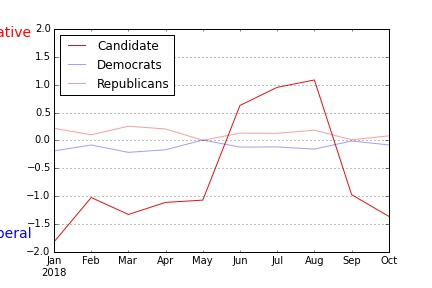 ative
2.0
1.5
1.0
0.5
0.0
−0.5
−1.0
−1.5
−2.0
beral
Candidate
Democrats
Republicans
Jan Feb Mar Apr May Jun Jul Aug Sep Oct
2018